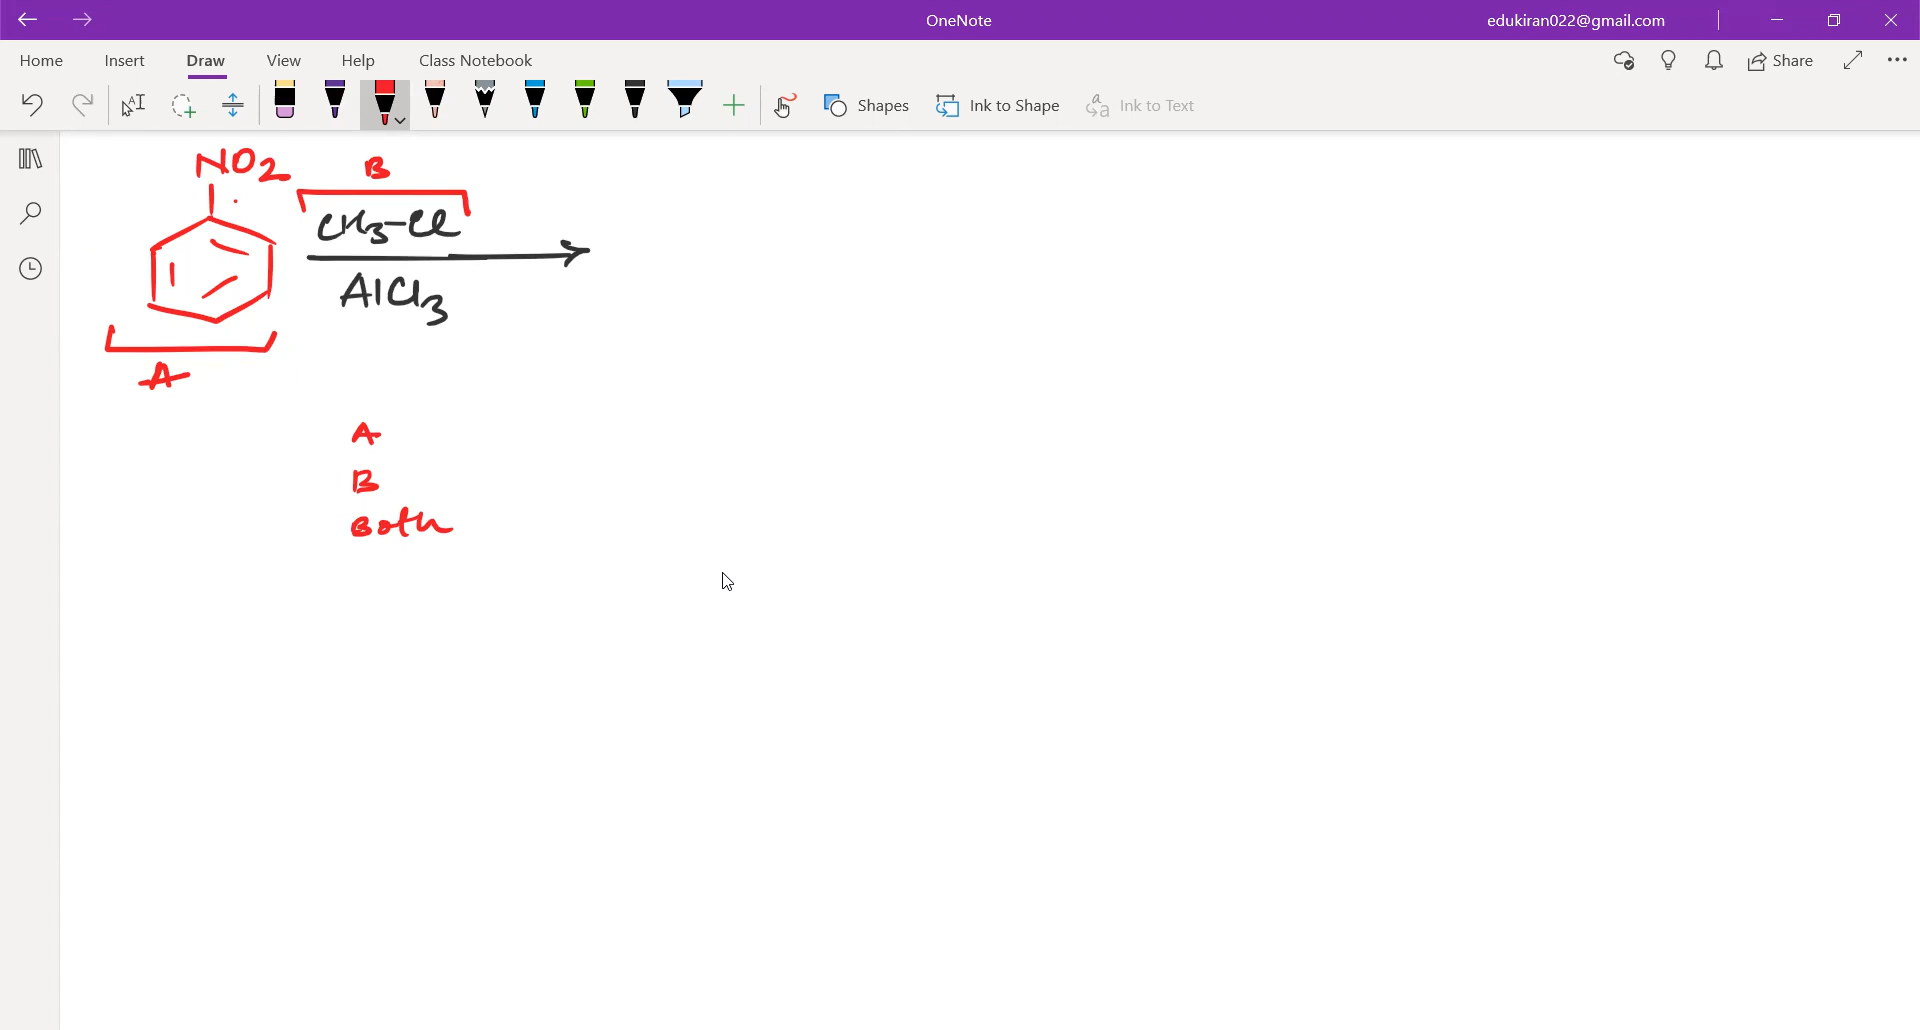 OneNote
edukiran022@gmail.com
Home Insert Draw View Help Class Notebook
Share
Shapes Ink to Shape Ink to Text
NO2
B
CH3-Cl
AlCl3
A
A
B
Both